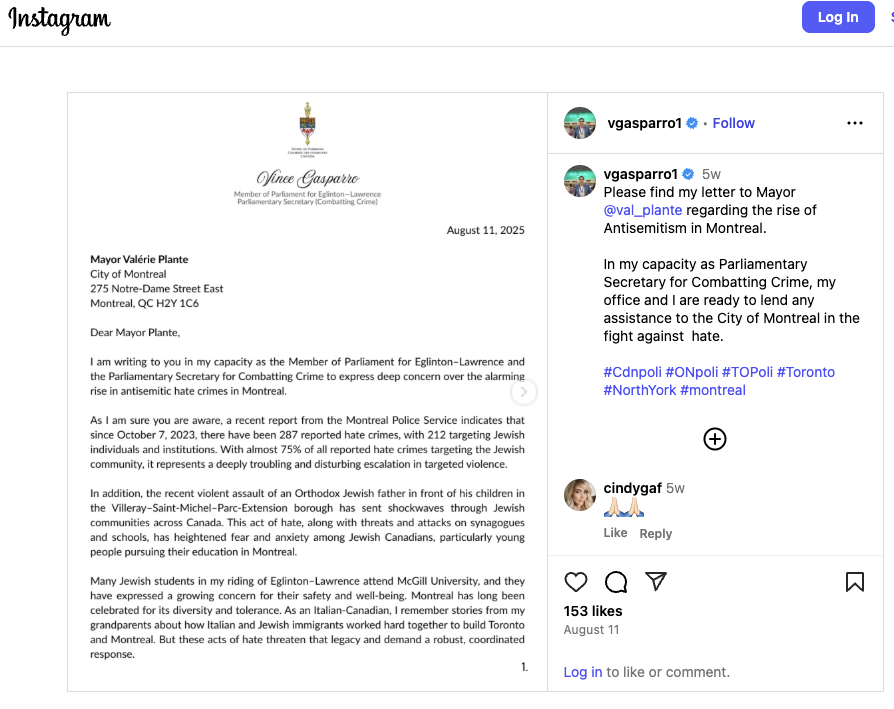 Instagram
Log In
Vince Gasparro
Member of Parliament for Eglinton–Lawrence
Parliamentary Secretary (Combatting Crime)
August 11, 2025
Mayor Valérie Plante
City of Montreal
275 Notre-Dame Street East
Montreal, QC H2Y 1C6
Dear Mayor Plante,
I am writing to you in my capacity as the Member of Parliament for Eglinton–Lawrence and
the Parliamentary Secretary for Combatting Crime to express deep concern over the alarming
rise in antisemitic hate crimes in Montreal.
As I am sure you are aware, a recent report from the Montreal Police Service indicates that
since October 7, 2023, there have been 287 reported hate crimes, with 212 targeting Jewish
individuals and institutions. With almost 75% of all reported hate crimes targeting the Jewish
community, it represents a deeply troubling and disturbing escalation in targeted violence.
In addition, the recent violent assault of an Orthodox Jewish father in front of his children in
the Villeray–Saint-Michel–Parc-Extension borough has sent shockwaves through Jewish
communities across Canada. This act of hate, along with threats and attacks on synagogues
and schools, has heightened fear and anxiety among Jewish Canadians, particularly young
people pursuing their education in Montreal.
Many Jewish students in my riding of Eglinton–Lawrence attend McGill University, and they
have expressed a growing concern for their safety and well-being. Montreal has long been
celebrated for its diversity and tolerance. As an Italian-Canadian, I remember stories from my
grandparents about how Italian and Jewish immigrants worked hard together to build Toronto
and Montreal. But these acts of hate threaten that legacy and demand a robust, coordinated
response.
1.
vgasparro1 • Follow
vgasparro1 5w
Please find my letter to Mayor
@val_plante regarding the rise of
Antisemitism in Montreal.
In my capacity as Parliamentary
Secretary for Combatting Crime, my
office and I are ready to lend any
assistance to the City of Montreal in the
fight against hate.
#Cdnpoli #ONpoli #TOPoli #Toronto
#NorthYork #montreal
cindygaf 5w
🙏🏻🙏🏻
Like Reply
153 likes
August 11
Log in to like or comment.